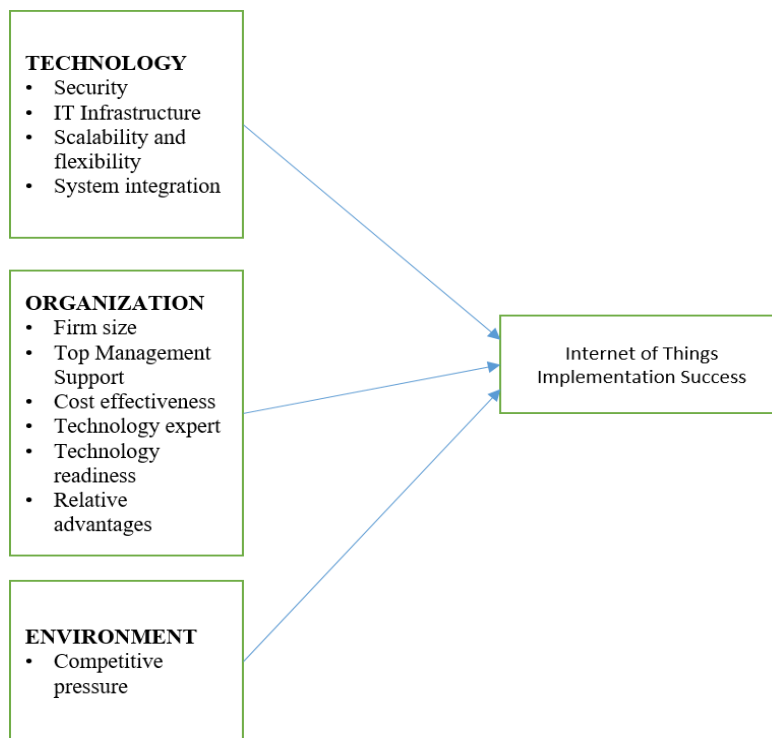 TECHNOLOGY
• Security
• IT Infrastructure
• Scalability and
flexibility
• System integration
ORGANIZATION
• Firm size
• Top Management
Support
• Cost effectiveness
• Technology expert
• Technology
readiness
• Relative
advantages
ENVIRONMENT
• Competitive
pressure
Internet of Things
Implementation Success